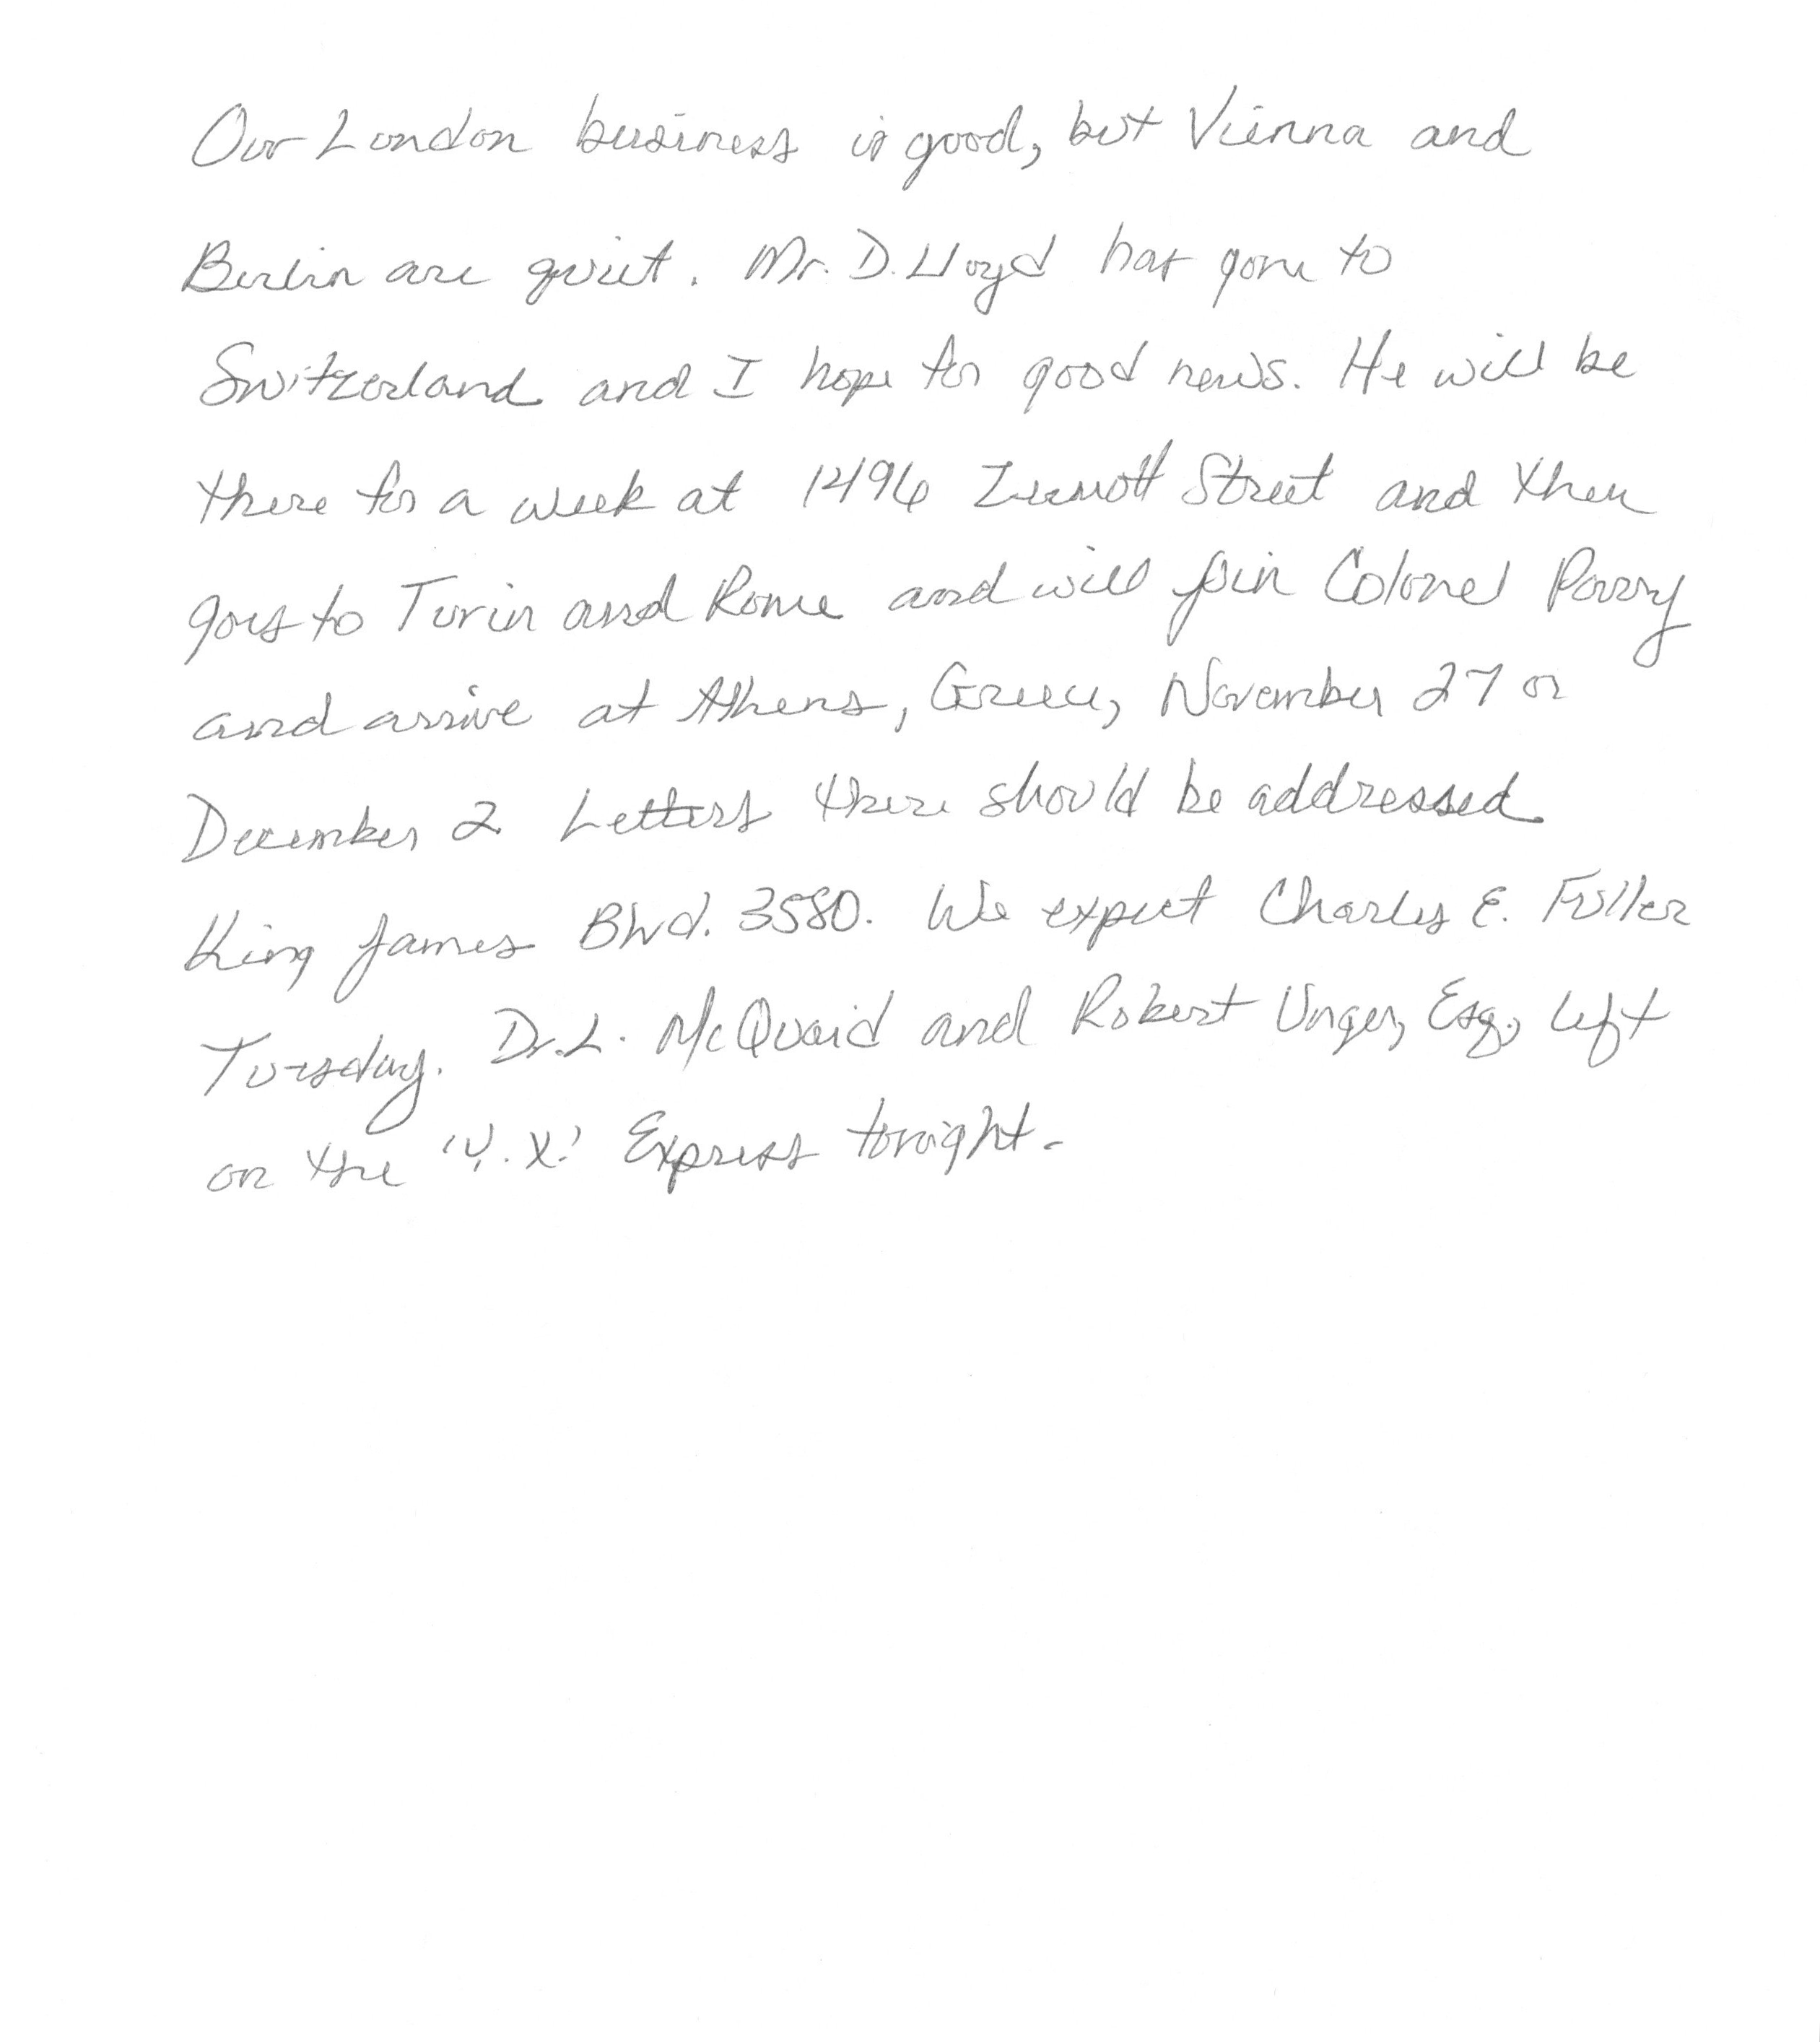 Our London business is good, but Vienna and
Berlin are quiet. Mr. D. Lloyd has gone to
Switzerland and I hope for good news. He will be
there for a week at 1496 Zermott Street and then
goes to Turin and Rome and will join Colonel Parry
and arrive at Athens, Greece, November 27 or
December 2 Letters there should be addressed
King James Blvd. 3580. We expect Charles E. Fuller
Tuesday. Dr. L. McQuaid and Robert Unger, Esq., left
on the 'Y. X.' Express tonight.